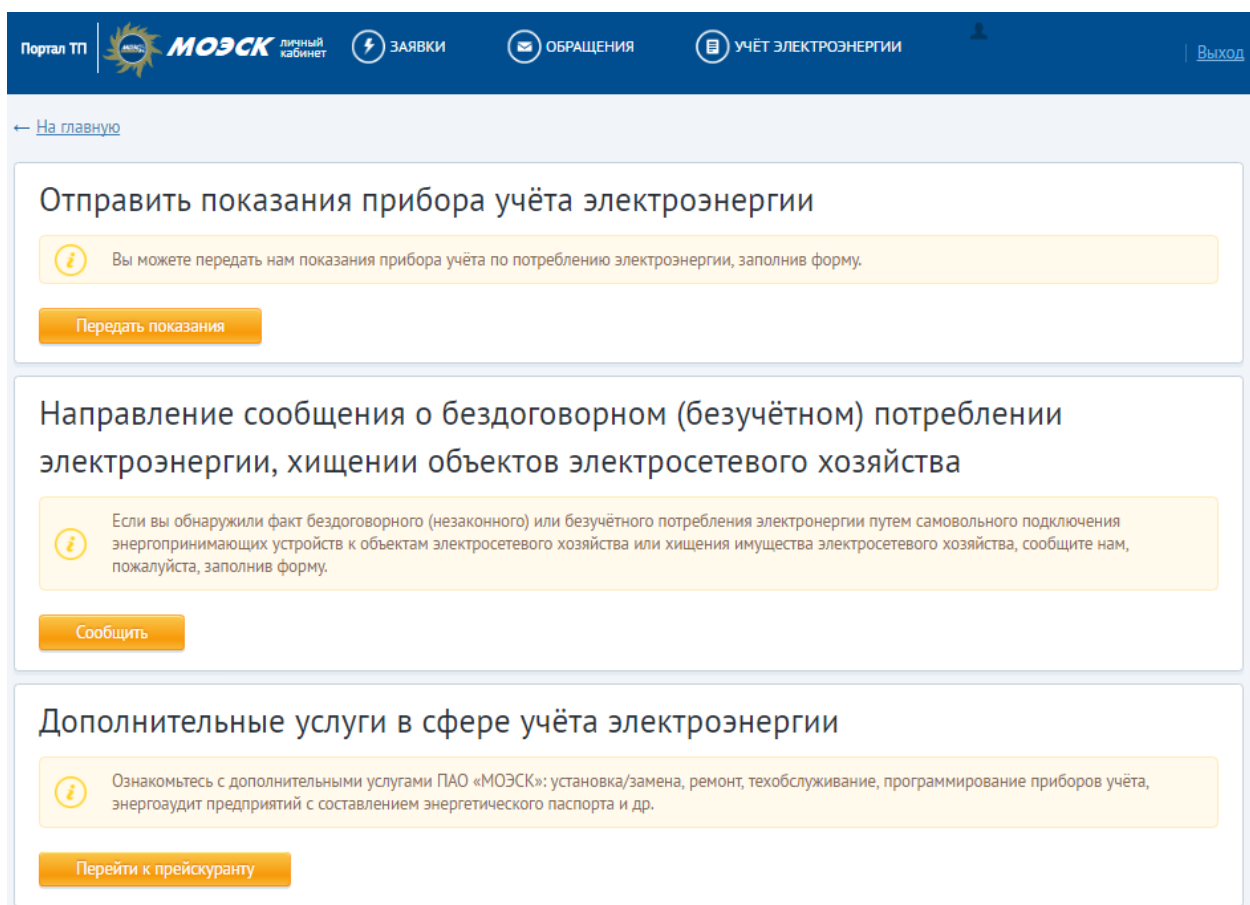 Портал ТП МОЭСК личный кабинет ЗАЯВКИ ОБРАЩЕНИЯ УЧЁТ ЭЛЕКТРОЭНЕРГИИ Выход
← На главную
Отправить показания прибора учёта электроэнергии
Вы можете передать нам показания прибора учёта по потреблению электроэнергии, заполнив форму.
Передать показания
Направление сообщения о бездоговорном (безучётном) потреблении
электроэнергии, хищении объектов электросетевого хозяйства
Если вы обнаружили факт бездоговорного (незаконного) или безучётного потребления электронергии путем самовольного подключения
энергопринимающих устройств к объектам электросетевого хозяйства или хищения имущества электросетевого хозяйства, сообщите нам,
пожалуйста, заполнив форму.
Сообщить
Дополнительные услуги в сфере учёта электроэнергии
Ознакомьтесь с дополнительными услугами ПАО «МОЭСК»: установка/замена, ремонт, техобслуживание, программирование приборов учёта,
энергоаудит предприятий с составлением энергетического паспорта и др.
Перейти к прейскуранту